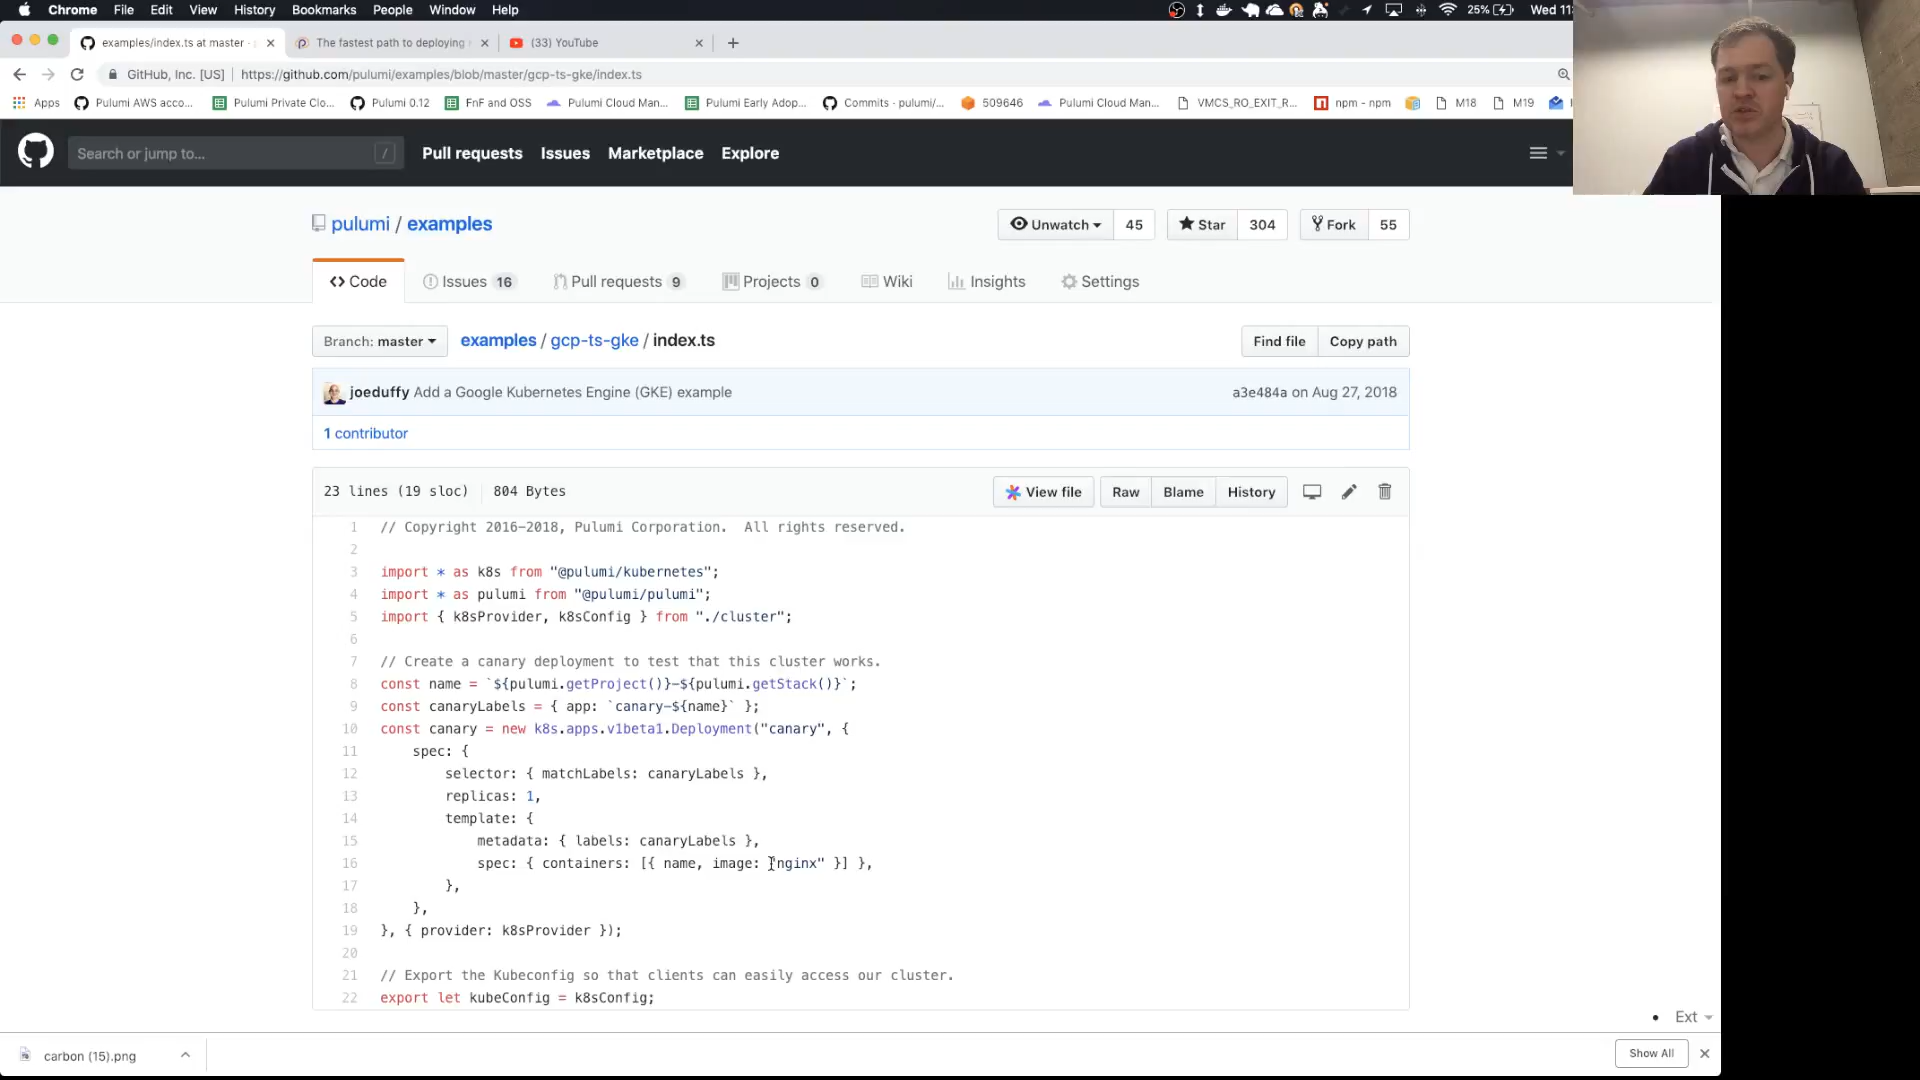 Chrome File Edit View History Bookmarks People Window Help 25% Wed 11
examples/index.ts at master · The fastest path to deploying (33) YouTube
GitHub, Inc. [US] https://github.com/pulumi/examples/blob/master/gcp-ts-gke/index.ts
Apps Pulumi AWS acco... Pulumi Private Clo... Pulumi 0.12 FnF and OSS Pulumi Cloud Man... Pulumi Early Adop... Commits · pulumi/... 509646 Pulumi Cloud Man... VMCS_RO_EXIT_R... npm - npm M18 M19
Search or jump to... / Pull requests Issues Marketplace Explore
pulumi / examples Unwatch 45 Star 304 Fork 55
Code Issues 16 Pull requests 9 Projects 0 Wiki Insights Settings
Branch: master examples / gcp-ts-gke / index.ts Find file Copy path
joeduffy Add a Google Kubernetes Engine (GKE) example a3e484a on Aug 27, 2018
1 contributor
23 lines (19 sloc) 804 Bytes View file Raw Blame History
1 // Copyright 2016-2018, Pulumi Corporation.  All rights reserved.
2
3 import * as k8s from "@pulumi/kubernetes";
4 import * as pulumi from "@pulumi/pulumi";
5 import { k8sProvider, k8sConfig } from "./cluster";
6
7 // Create a canary deployment to test that this cluster works.
8 const name = `${pulumi.getProject()}-${pulumi.getStack()}`;
9 const canaryLabels = { app: `canary-${name}` };
10 const canary = new k8s.apps.v1beta1.Deployment("canary", {
11     spec: {
12         selector: { matchLabels: canaryLabels },
13         replicas: 1,
14         template: {
15             metadata: { labels: canaryLabels },
16             spec: { containers: [{ name, image: "nginx" }] },
17         },
18     },
19 }, { provider: k8sProvider });
20
21 // Export the Kubeconfig so that clients can easily access our cluster.
22 export let kubeConfig = k8sConfig;
• Ext
carbon (15).png Show All